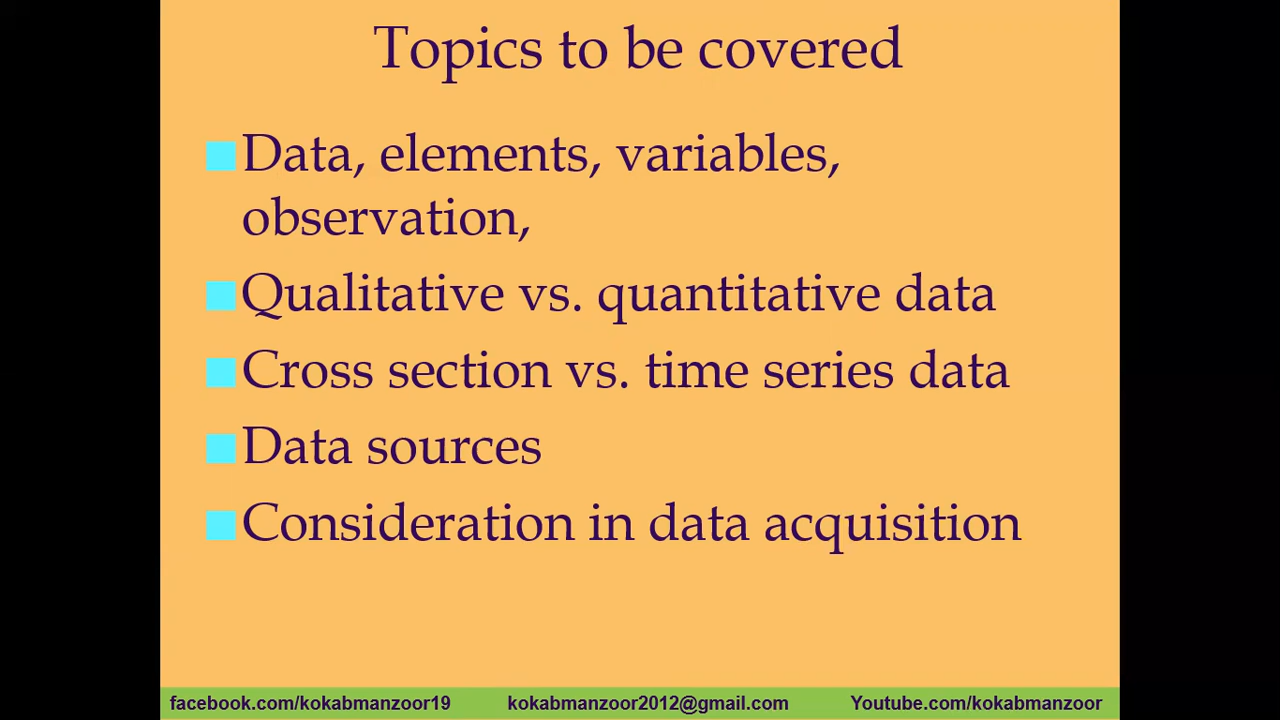 Topics to be covered
Data, elements, variables,
observation,
Qualitative vs. quantitative data
Cross section vs. time series data
Data sources
Consideration in data acquisition
facebook.com/kokabmanzoor19 kokabmanzoor2012@gmail.com Youtube.com/kokabmanzoor